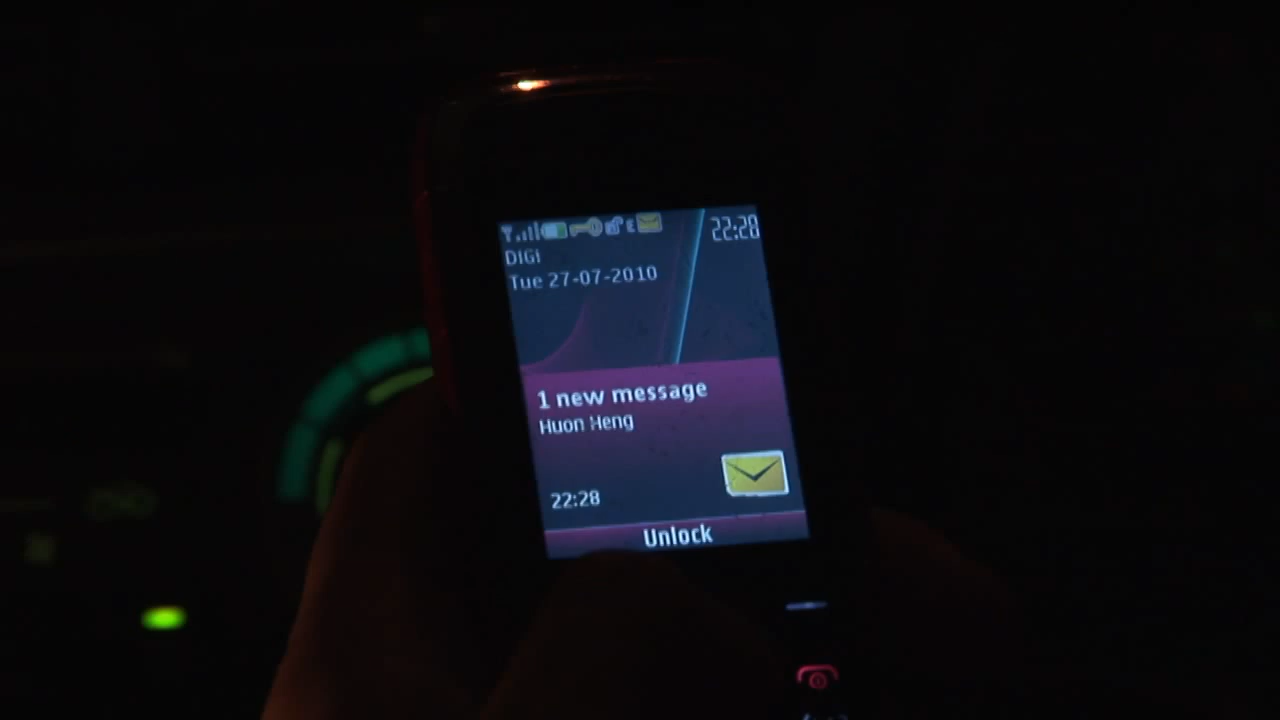 22:28
DIGI
Tue 27-07-2010
1 new message
Huon Heng
22:28
Unlock